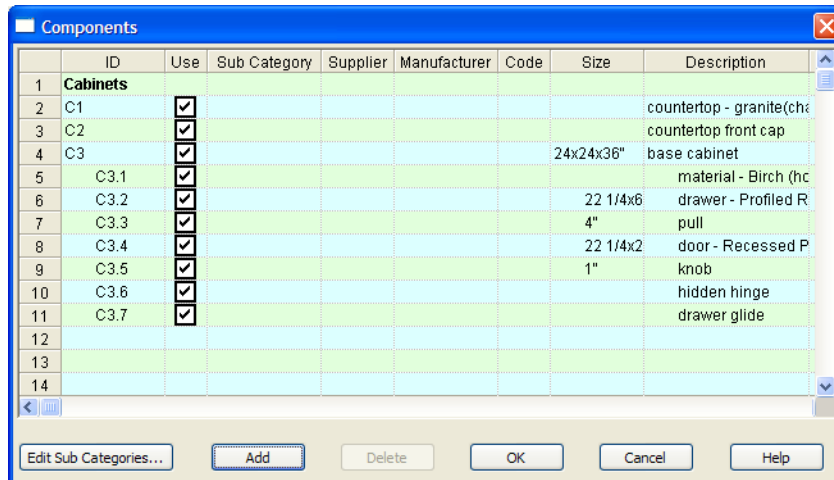 Components
ID Use Sub Category Supplier Manufacturer Code Size Description
1 Cabinets
2 C1 countertop - granite(cha
3 C2 countertop front cap
4 C3 24x24x36" base cabinet
5 C3.1 material - Birch (ho
6 C3.2 22 1/4x6 drawer - Profiled R
7 C3.3 4" pull
8 C3.4 22 1/4x2 door - Recessed P
9 C3.5 1" knob
10 C3.6 hidden hinge
11 C3.7 drawer glide
12
13
14
Edit Sub Categories... Add Delete OK Cancel Help